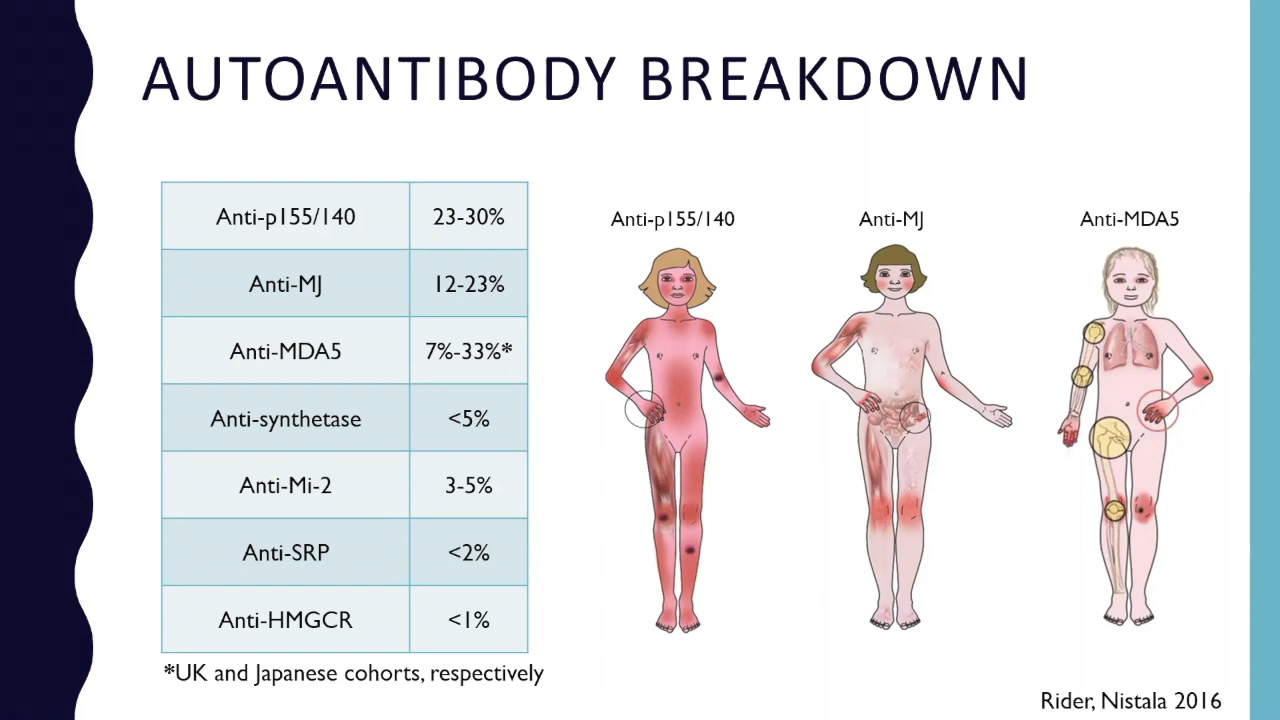 AUTOANTIBODY BREAKDOWN
Anti-p155/140 23-30%
Anti-MJ 12-23%
Anti-MDA5 7%-33%*
Anti-synthetase <5%
Anti-Mi-2 3-5%
Anti-SRP <2%
Anti-HMGCR <1%
*UK and Japanese cohorts, respectively
Anti-p155/140
Anti-MJ
Anti-MDA5
Rider, Nistala 2016